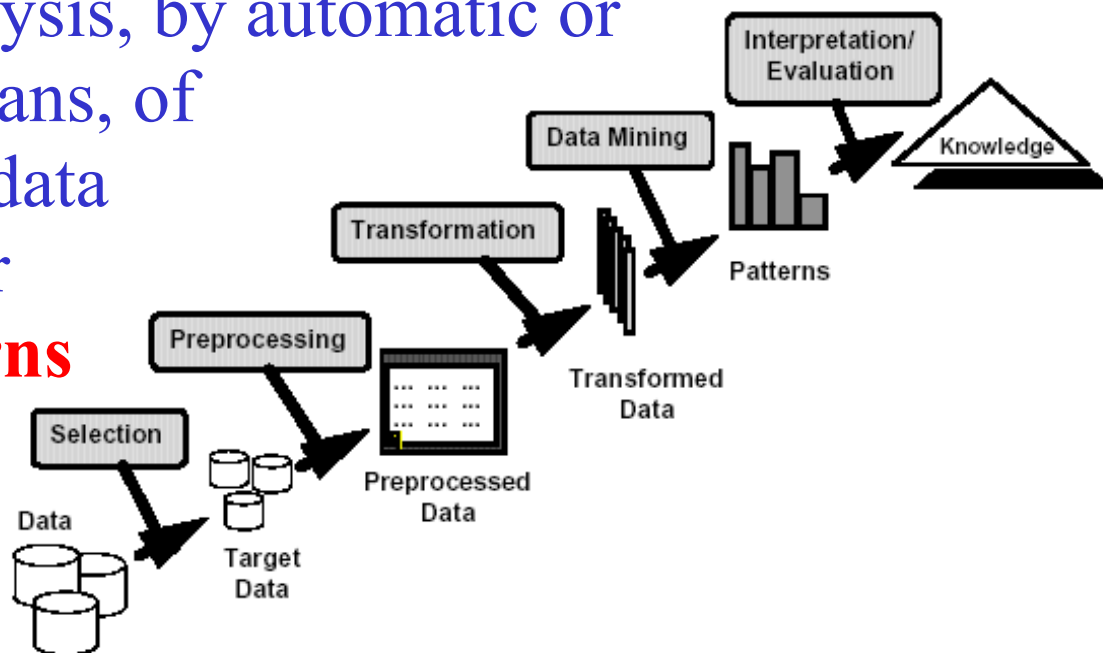 ysis, by automatic or
ans, of
data
r
rns
Interpretation/
Evaluation
Knowledge
Data Mining
Patterns
Transformation
Transformed
Data
Preprocessing
... ... ...
... ... ...
... ... ...
Preprocessed
Data
Selection
Target
Data
Data